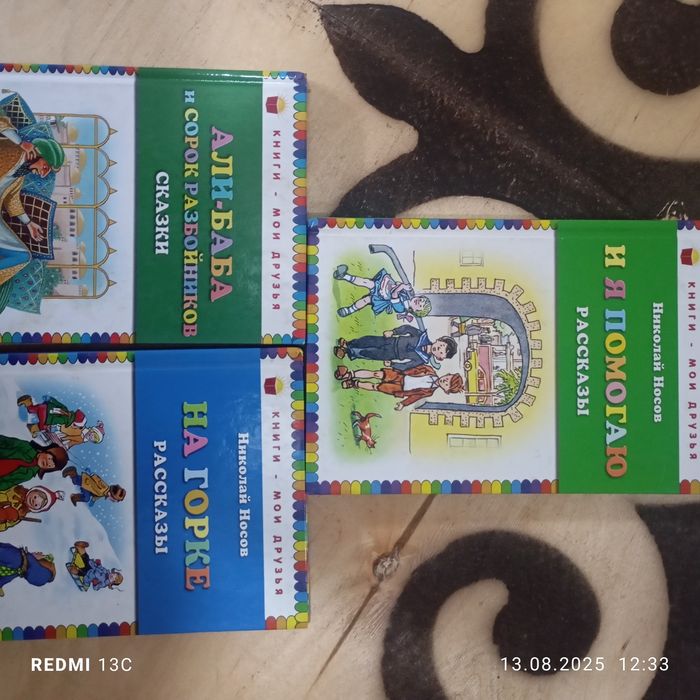 КНИГИ - МОИ ДРУЗЬЯ
АЛИ-БАБА
И СОРОК РАЗБОЙНИКОВ
СКАЗКИ
КНИГИ - МОИ ДРУЗЬЯ
Николай Носов
НА ГОРКЕ
РАССКАЗЫ
КНИГИ - МОИ ДРУЗЬЯ
Николай Носов
И Я ПОМОГАЮ
РАССКАЗЫ
REDMI 13C
13.08.2025 12:33